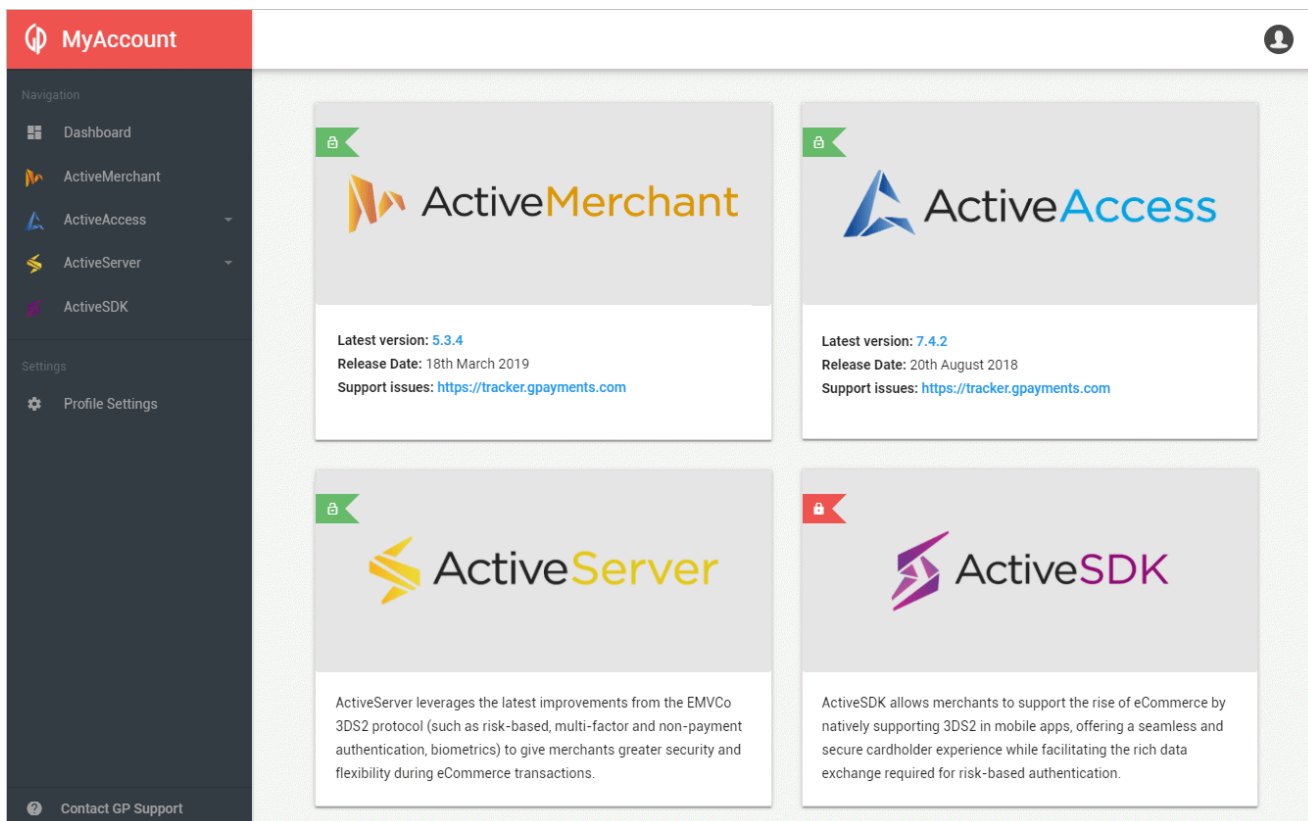 MyAccount
Navigation
Dashboard
ActiveMerchant
ActiveAccess
ActiveServer
ActiveSDK
Settings
Profile Settings
Contact GP Support
ActiveMerchant
Latest version: 5.3.4
Release Date: 18th March 2019
Support issues: https://tracker.gpayments.com
ActiveAccess
Latest version: 7.4.2
Release Date: 20th August 2018
Support issues: https://tracker.gpayments.com
ActiveServer
ActiveServer leverages the latest improvements from the EMVCo
3DS2 protocol (such as risk-based, multi-factor and non-payment
authentication, biometrics) to give merchants greater security and
flexibility during eCommerce transactions.
ActiveSDK
ActiveSDK allows merchants to support the rise of eCommerce by
natively supporting 3DS2 in mobile apps, offering a seamless and
secure cardholder experience while facilitating the rich data
exchange required for risk-based authentication.